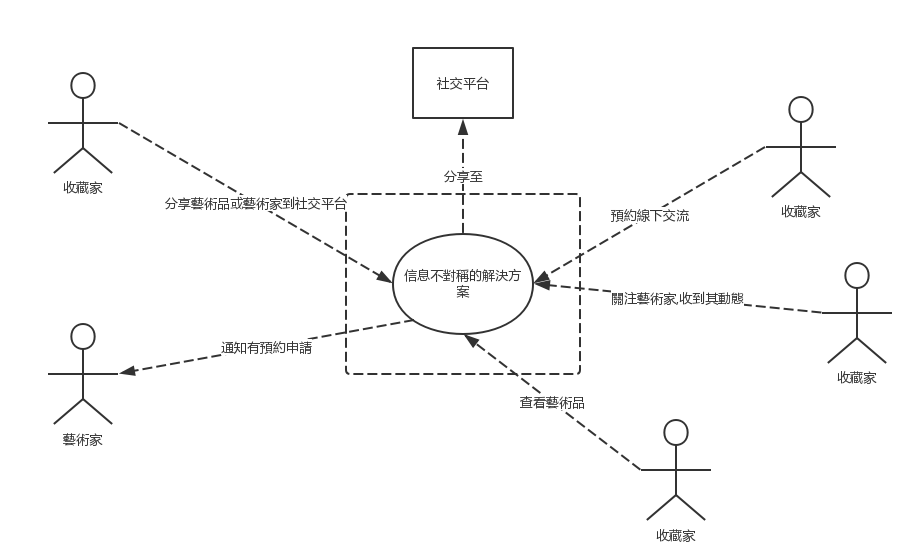 社交平台
收藏家
分享至
分享藝術品或藝術家到社交平台
收藏家
預約線下交流
信息不對稱的解決方
案
關注藝術家,收到其動態
通知有預約申請
收藏家
查看藝術品
藝術家
收藏家